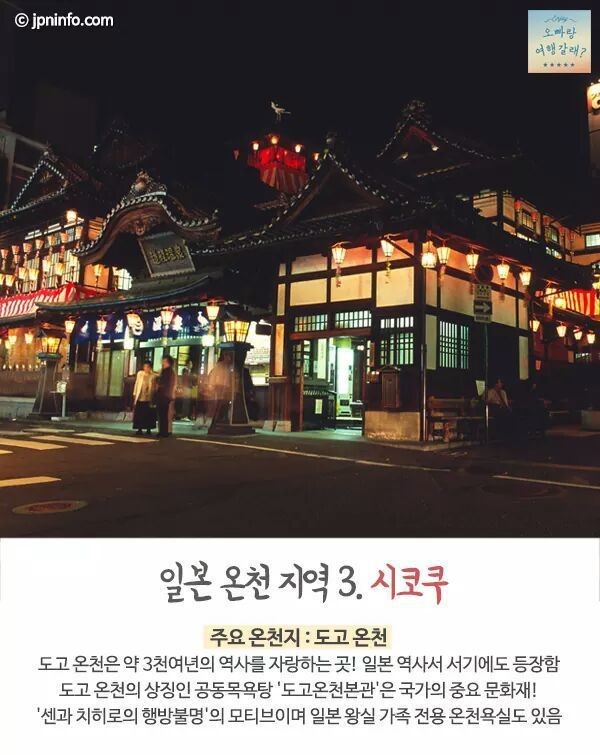 © jpninfo.com
오빠랑
여행갈래?
일본 온천 지역 3. 시코쿠
주요 온천지 : 도고 온천
도고 온천은 약 3천여년의 역사를 자랑하는 곳! 일본 역사서 서기에도 등장함
도고 온천의 상징인 공동목욕탕 '도고온천본관'은 국가의 중요 문화재!
'센과 치히로의 행방불명'의 모티브이며 일본 왕실 가족 전용 온천욕실도 있음